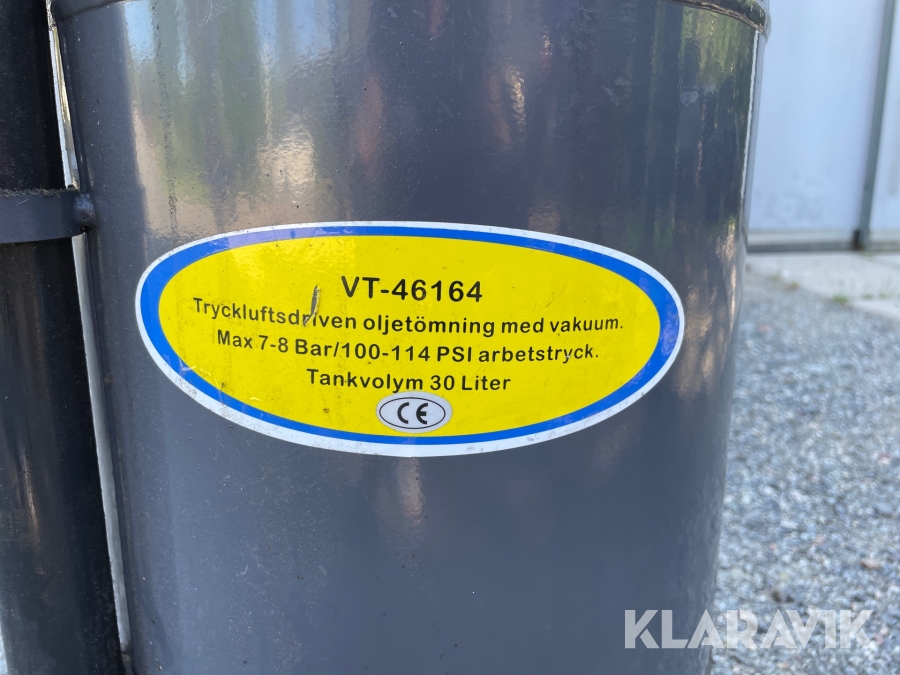 VT-46164
Tryckluftsdriven oljetömning med vakuum.
Max 7-8 Bar/100-114 PSI arbetstryck.
Tankvolym 30 Liter
CE
KLARAVIK